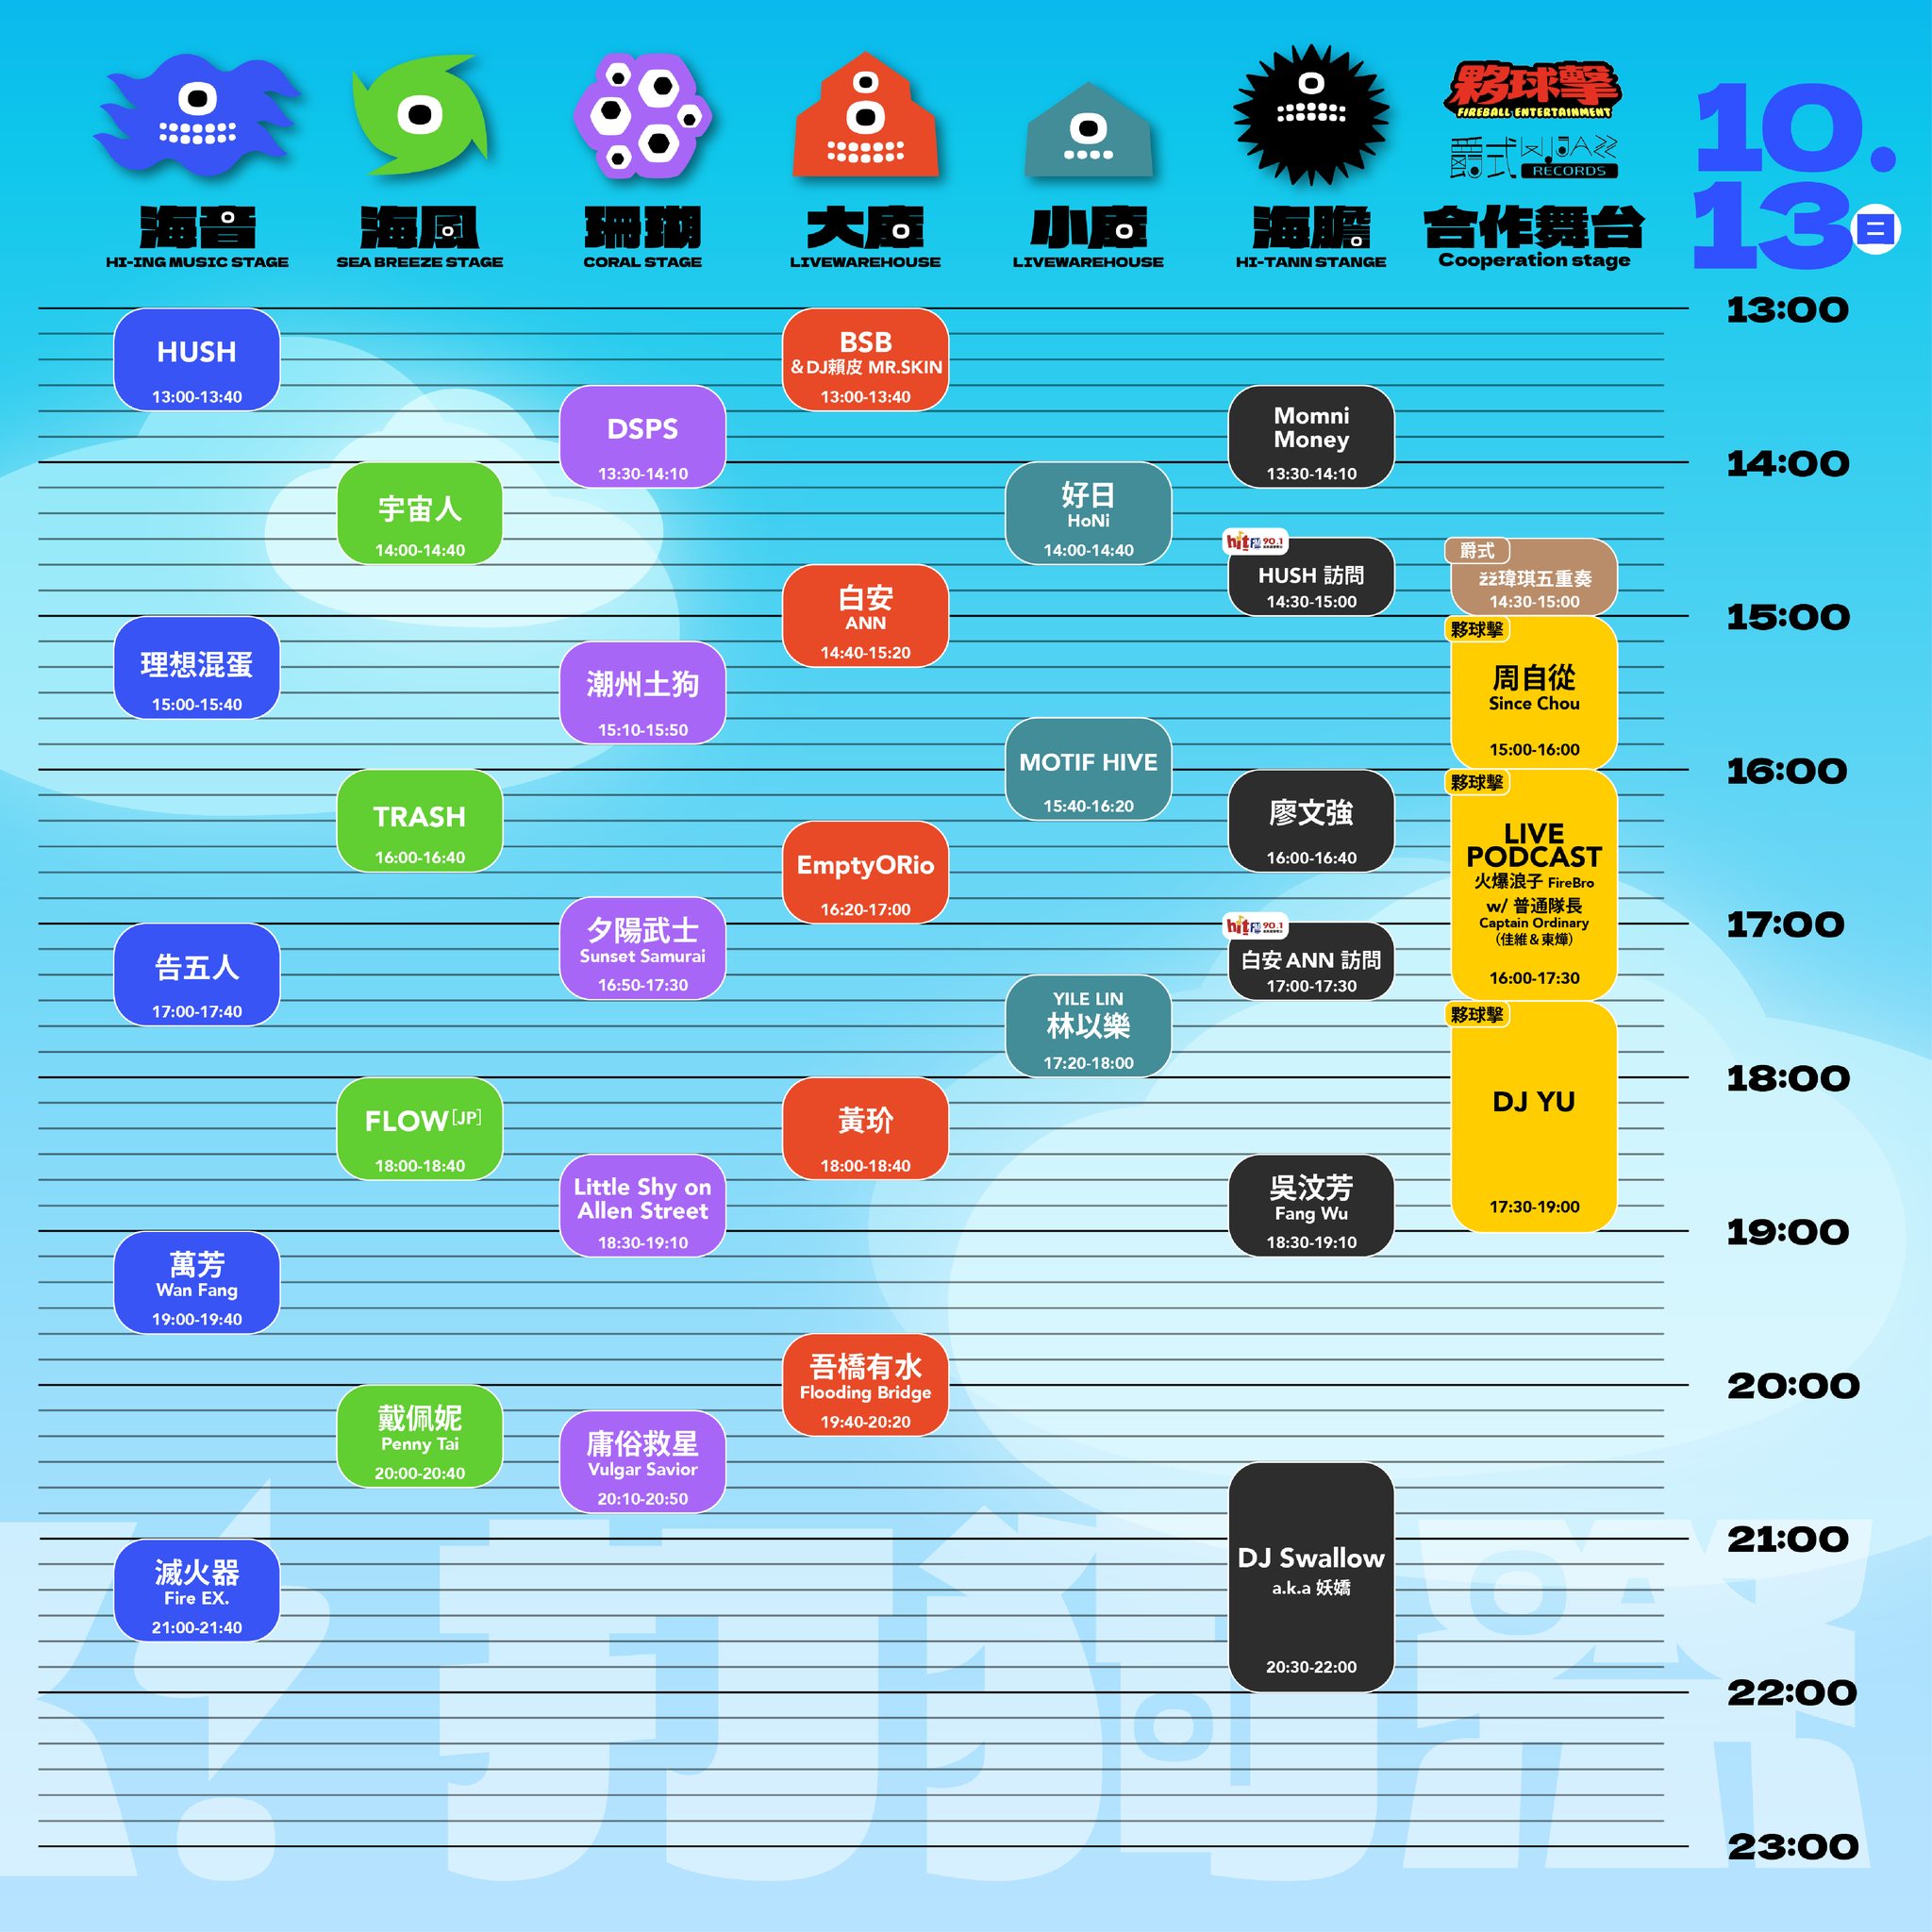 海音
HI-ING MUSIC STAGE
海風
SEA BREEZE STAGE
珊瑚
CORAL STAGE
大庫
LIVEWAREHOUSE
小庫
LIVEWAREHOUSE
海膽
HI-TANN STANGE
夥球擊
FIREBALL ENTERTAINMENT
爵式 WJAZZ
RECORDS
合作舞台
Cooperation stage
10.
13 日
13:00
14:00
15:00
16:00
17:00
18:00
19:00
20:00
21:00
22:00
23:00
HUSH
13:00-13:40
理想混蛋
15:00-15:40
告五人
17:00-17:40
萬芳
Wan Fang
19:00-19:40
滅火器
Fire EX.
21:00-21:40
宇宙人
14:00-14:40
TRASH
16:00-16:40
FLOW [JP]
18:00-18:40
戴佩妮
Penny Tai
20:00-20:40
DSPS
13:30-14:10
潮州土狗
15:10-15:50
夕陽武士
Sunset Samurai
16:50-17:30
Little Shy on
Allen Street
18:30-19:10
庸俗救星
Vulgar Savior
20:10-20:50
BSB
&DJ賴皮 MR.SKIN
13:00-13:40
白安
ANN
14:40-15:20
EmptyORio
16:20-17:00
黃玠
18:00-18:40
吾橋有水
Flooding Bridge
19:40-20:20
好日
HoNi
14:00-14:40
MOTIF HIVE
15:40-16:20
YILE LIN
林以樂
17:20-18:00
Momni
Money
13:30-14:10
hit 90.1
HUSH 訪問
14:30-15:00
廖文強
16:00-16:40
hit 90.1
白安 ANN 訪問
17:00-17:30
吳汶芳
Fang Wu
18:30-19:10
DJ Swallow
a.k.a 妖嬌
20:30-22:00
爵式
žž瑋琪五重奏
14:30-15:00
夥球擊
周自從
Since Chou
15:00-16:00
夥球擊
LIVE
PODCAST
火爆浪子 FireBro
w/ 普通隊長
Captain Ordinary
(佳維＆東燁)
16:00-17:30
夥球擊
DJ YU
17:30-19:00
打狗祭